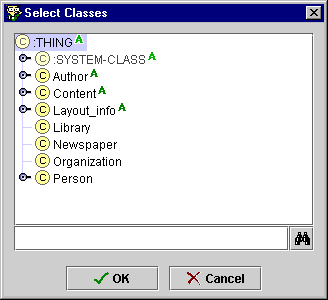 Select Classes
C :THING A
C :SYSTEM-CLASS A
C Author A
C Content A
C Layout_info A
C Library
C Newspaper
C Organization
C Person
OK Cancel